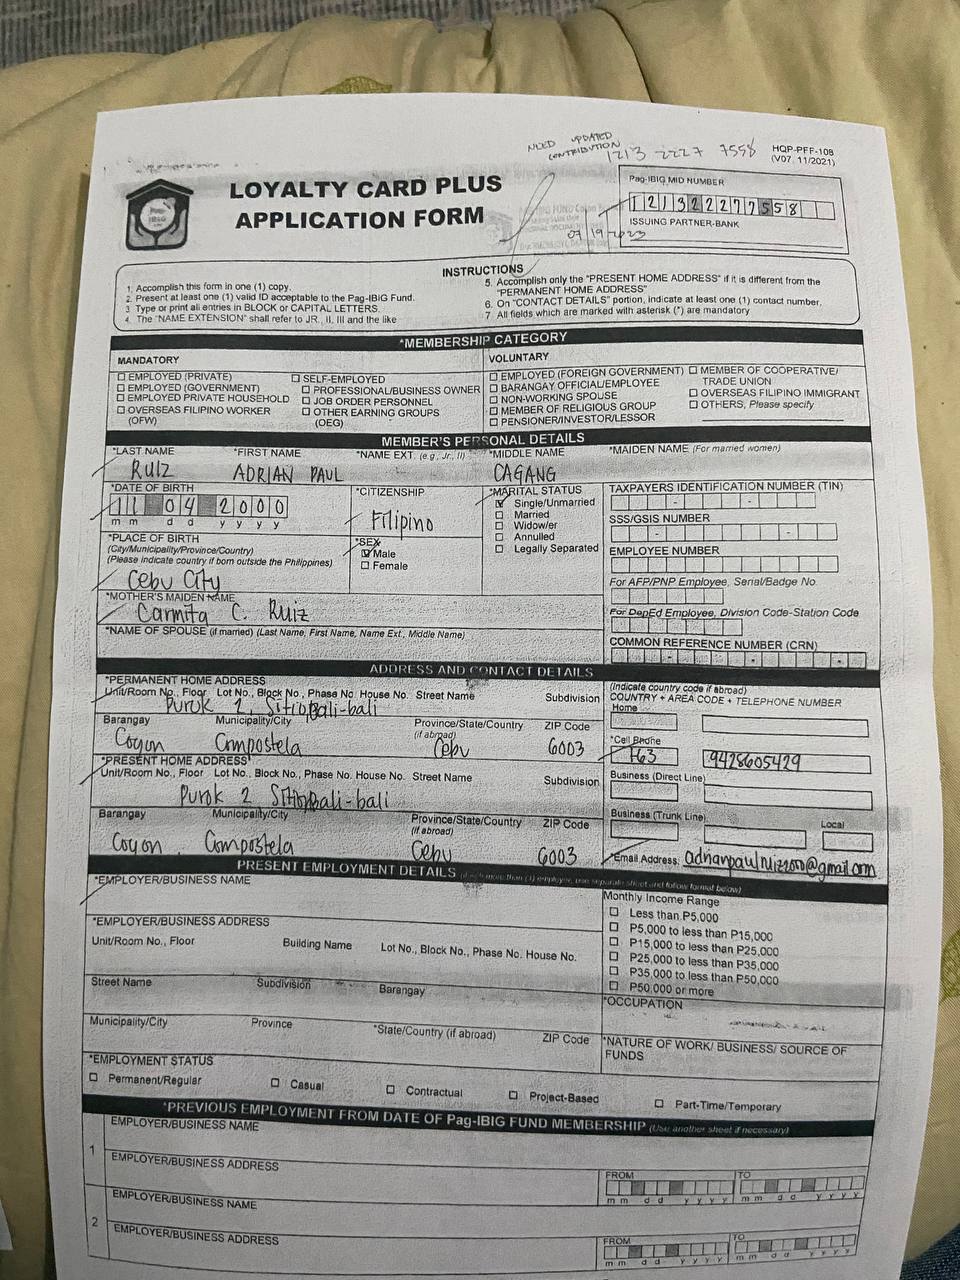 NEED UPDATED
CONTRIBUTION
1213 2227 7558
HQP-PFF-108
(V07, 11/2021)
Pag-IBIG
LOYALTY CARD PLUS
APPLICATION FORM
07/19/2023
Pag-IBIG MID NUMBER
121322277558
ISSUING PARTNER-BANK
INSTRUCTIONS
1. Accomplish this form in one (1) copy.
2. Present at least one (1) valid ID acceptable to the Pag-IBIG Fund.
3 Type or print all entries in BLOCK or CAPITAL LETTERS.
4. The "NAME EXTENSION" shall refer to JR., II, III and the like
5. Accomplish only the "PRESENT HOME ADDRESS" if it is different from the
"PERMANENT HOME ADDRESS"
6. On "CONTACT DETAILS" portion, indicate at least one (1) contact number.
7 All fields which are marked with asterisk (*) are mandatory
*MEMBERSHIP CATEGORY
MANDATORY
EMPLOYED (PRIVATE)
EMPLOYED (GOVERNMENT)
EMPLOYED PRIVATE HOUSEHOLD
OVERSEAS FILIPINO WORKER
(OFW)
SELF-EMPLOYED
PROFESSIONAL/BUSINESS OWNER
JOB ORDER PERSONNEL
OTHER EARNING GROUPS
(OEG)
VOLUNTARY
EMPLOYED (FOREIGN GOVERNMENT)
BARANGAY OFFICIAL/EMPLOYEE
NON-WORKING SPOUSE
MEMBER OF RELIGIOUS GROUP
PENSIONER/INVESTOR/LESSOR
MEMBER OF COOPERATIVE/
TRADE UNION
OVERSEAS FILIPINO IMMIGRANT
OTHERS, Please specify
MEMBER'S PERSONAL DETAILS
*LAST NAME *FIRST NAME *NAME EXT. (e.g., Jr., II) *MIDDLE NAME *MAIDEN NAME (For married women)
RUIZ ADRIAN PAUL CAGANG
*DATE OF BIRTH
11 04 2000
m m d d y y y y
*CITIZENSHIP
Filipino
*MARITAL STATUS
Single/Unmarried
Married
Widow/er
Annulled
Legally Separated
TAXPAYERS IDENTIFICATION NUMBER (TIN)
SSS/GSIS NUMBER
*PLACE OF BIRTH
(City/Municipality/Province/Country)
(Please indicate country if born outside the Philippines)
Cebu City
*SEX
Male
Female
EMPLOYEE NUMBER
For AFP/PNP Employee, Serial/Badge No
*MOTHER'S MAIDEN NAME
Carmita C. Ruiz
For DepEd Employee, Division Code-Station Code
*NAME OF SPOUSE (if married) (Last Name, First Name, Name Ext., Middle Name)
COMMON REFERENCE NUMBER (CRN)
ADDRESS AND CONTACT DETAILS
*PERMANENT HOME ADDRESS
Unit/Room No., Floor Lot No., Block No., Phase No. House No. Street Name Subdivision
Purok 2, Sitio Bali-bali
Barangay Municipality/City Province/State/Country (if abroad) ZIP Code
Cogon Compostela Cebu 6003
*PRESENT HOME ADDRESS
Unit/Room No., Floor Lot No., Block No., Phase No. House No. Street Name Subdivision
Purok 2 Sitio Bali-bali
Barangay Municipality/City Province/State/Country (if abroad) ZIP Code
Cogon Compostela Cebu 6003
(Indicate country code if abroad)
COUNTRY + AREA CODE + TELEPHONE NUMBER
Home
*Cell Phone
+63 9428605429
Business (Direct Line)
Business (Trunk Line) Local
*Email Address: adrianpaulruiz2000@gmail.com
PRESENT EMPLOYMENT DETAILS (If more than (1) employer, use separate sheet and follow format below)
*EMPLOYER/BUSINESS NAME
*EMPLOYER/BUSINESS ADDRESS
Unit/Room No., Floor Building Name Lot No., Block No., Phase No. House No.
Street Name Subdivision Barangay
Municipality/City Province *State/Country (if abroad) ZIP Code
Monthly Income Range
Less than P5,000
P5,000 to less than P15,000
P15,000 to less than P25,000
P25,000 to less than P35,000
P35,000 to less than P50,000
P50,000 or more
*OCCUPATION
*NATURE OF WORK/ BUSINESS/ SOURCE OF
FUNDS
*EMPLOYMENT STATUS
Permanent/Regular Casual Contractual Project-Based Part-Time/Temporary
*PREVIOUS EMPLOYMENT FROM DATE OF Pag-IBIG FUND MEMBERSHIP (Use another sheet if necessary)
1
EMPLOYER/BUSINESS NAME
EMPLOYER/BUSINESS ADDRESS
FROM TO
m m d d y y y y m m d d y y y y
2
EMPLOYER/BUSINESS NAME
EMPLOYER/BUSINESS ADDRESS
FROM TO
m m d d y y y y m m d d y y y y